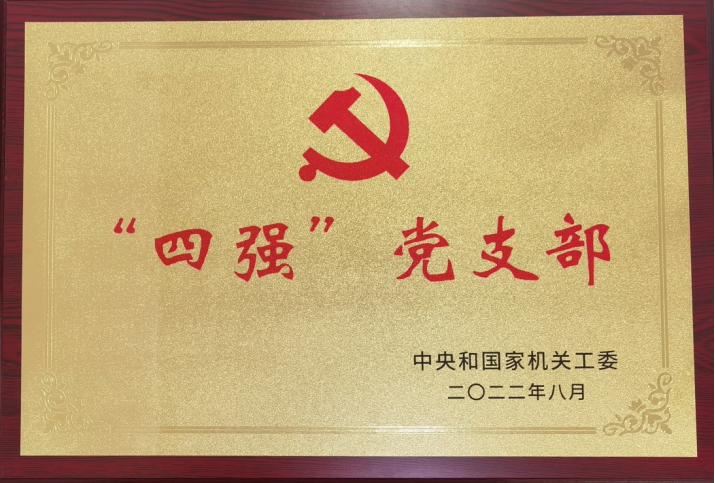 “四强”党支部
中央和国家机关工委
二〇二二年八月